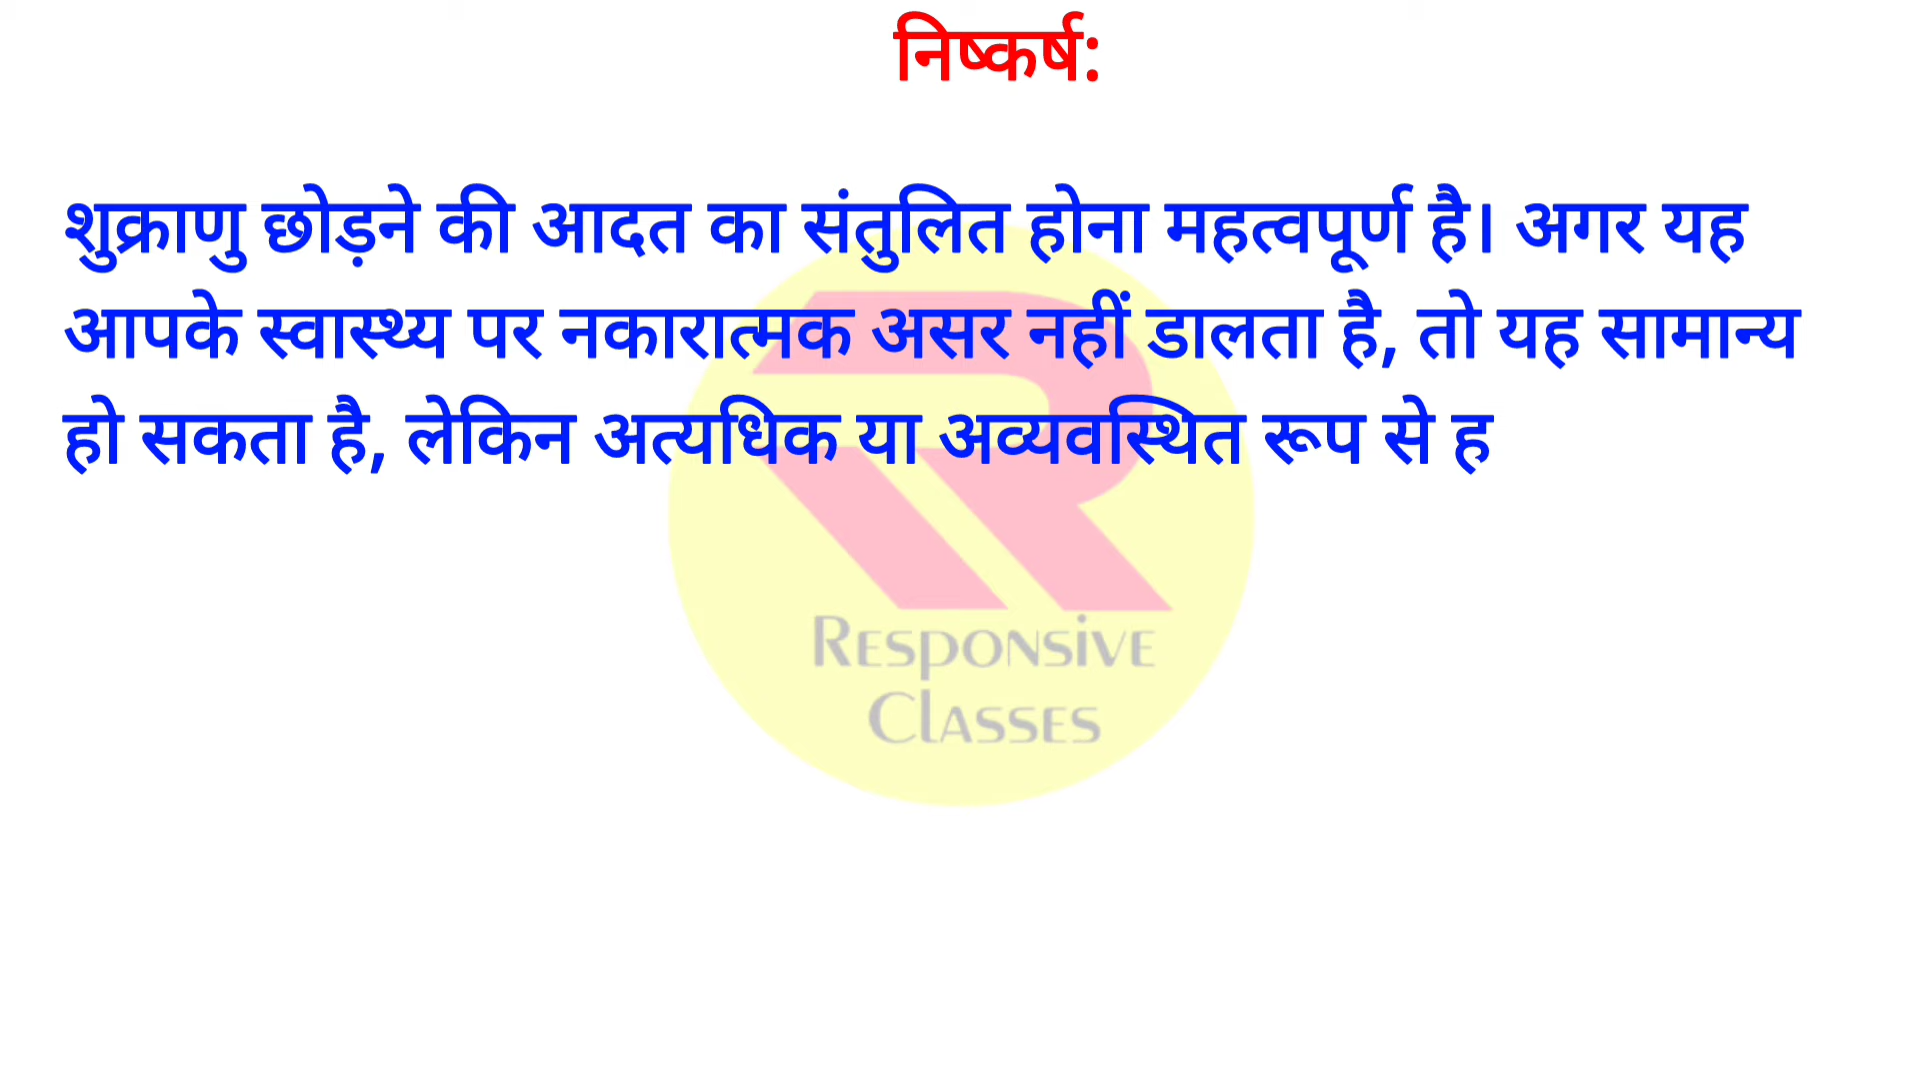 निष्कर्ष:
शुक्राणु छोड़ने की आदत का संतुलित होना महत्वपूर्ण है। अगर यह
आपके स्वास्थ्य पर नकारात्मक असर नहीं डालता है, तो यह सामान्य
हो सकता है, लेकिन अत्यधिक या अव्यवस्थित रूप से ह
Responsive
Classes